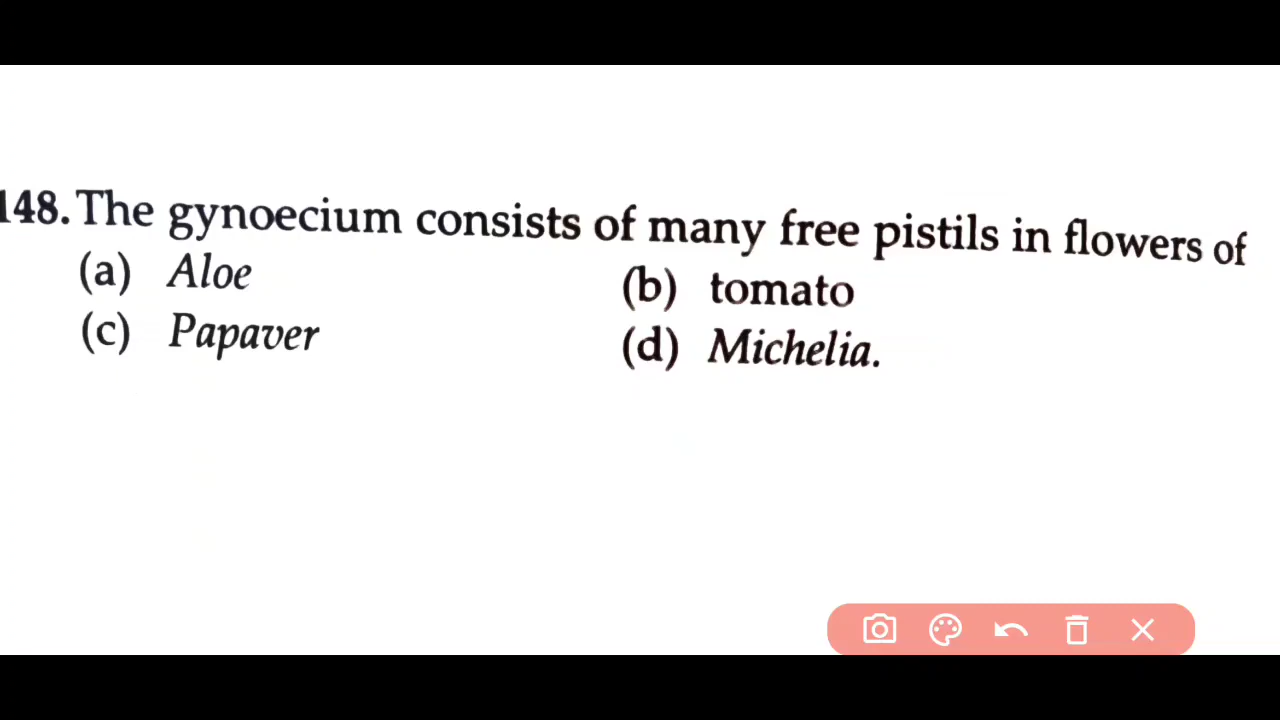 148. The gynoecium consists of many free pistils in flowers of
(a) Aloe (b) tomato
(c) Papaver (d) Michelia.